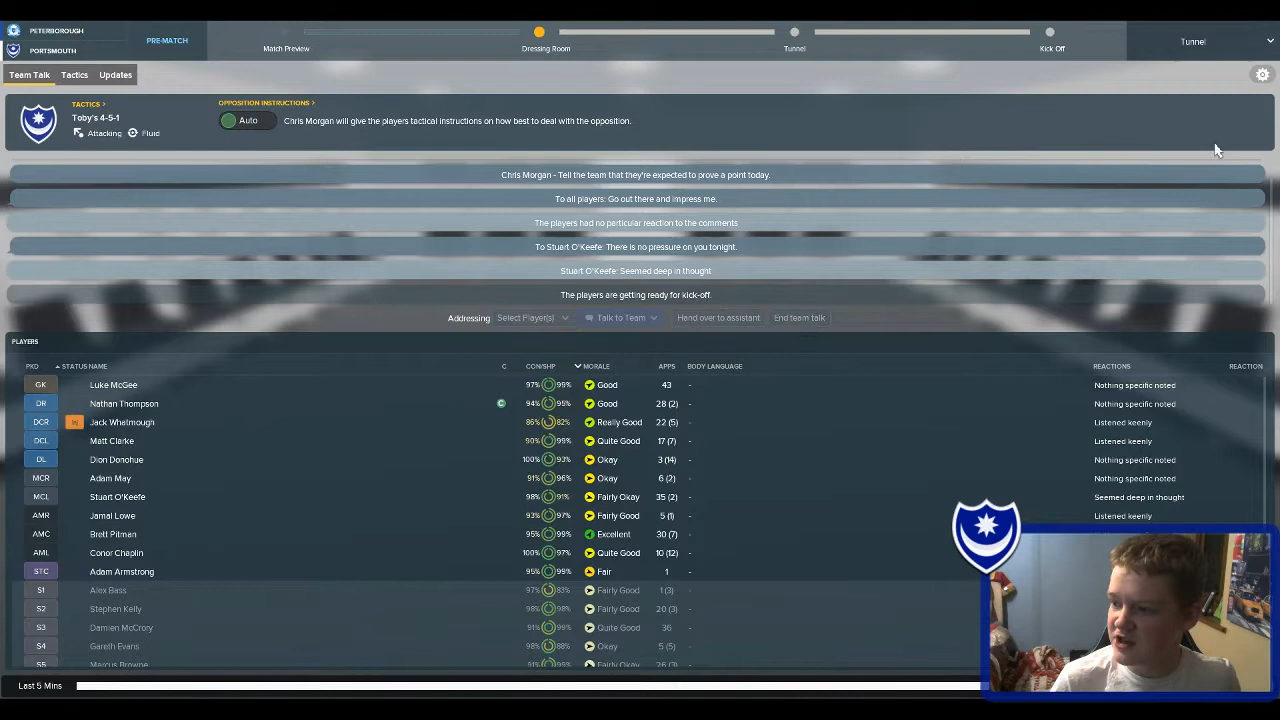 PETERBOROUGH
PORTSMOUTH
PRE-MATCH
Match Preview
Dressing Room
Tunnel
Kick Off
Tunnel
Team Talk Tactics Updates
TACTICS >
Toby's 4-5-1
Attacking Fluid
OPPOSITION INSTRUCTIONS >
Auto Chris Morgan will give the players tactical instructions on how best to deal with the opposition.
Chris Morgan - Tell the team that they're expected to prove a point today.
To all players: Go out there and impress me.
The players had no particular reaction to the comments.
To Stuart O'Keefe: There is no pressure on you tonight.
Stuart O'Keefe: Seemed deep in thought
The players are getting ready for kick-off.
Addressing Select Player(s) Talk to Team Hand over to assistant End team talk
PLAYERS
PKD STATUS NAME C CON/SHP MORALE APPS BODY LANGUAGE REACTIONS REACTION
GK Luke McGee 97% 99% Good 43 - Nothing specific noted
DR Nathan Thompson C 94% 95% Good 28 (2) - Nothing specific noted
DCR Jack Whatmough 86% 82% Really Good 22 (5) - Listened keenly
DCL Matt Clarke 90% 99% Quite Good 17 (7) - Listened keenly
DL Dion Donohue 100% 93% Okay 3 (14) - Nothing specific noted
MCR Adam May 91% 96% Okay 6 (2) - Nothing specific noted
MCL Stuart O'Keefe 98% 91% Fairly Okay 35 (2) - Seemed deep in thought
AMR Jamal Lowe 93% 97% Fairly Good 5 (1) - Listened keenly
AMC Brett Pitman 95% 99% Excellent 30 (7) -
AML Conor Chaplin 100% 97% Quite Good 10 (12) -
STC Adam Armstrong 95% 99% Fair 1 -
S1 Alex Bass 97% 83% Fairly Good 1 (3) -
S2 Stephen Kelly 98% 98% Fairly Good 20 (3) -
S3 Damien McCrory 91% 99% Quite Good 36 -
S4 Gareth Evans 98% 88% Okay 5 (5) -
S5 Marcus Browne 91% 99% Fairly Okay 26 (3) -
Last 5 Mins